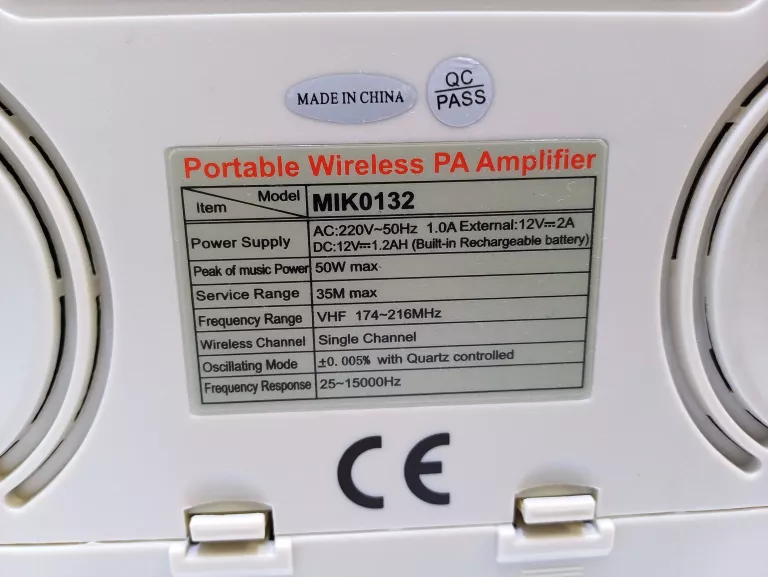 MADE IN CHINA
QC
PASS
Portable Wireless PA Amplifier
Item Model MIK0132
Power Supply AC:220V~50Hz 1.0A External:12V⎓2A
DC:12V⎓1.2AH (Built-in Rechargeable battery)
Peak of music Power 50W max
Service Range 35M max
Frequency Range VHF 174~216MHz
Wireless Channel Single Channel
Oscillating Mode ±0.005% with Quartz controlled
Frequency Response 25~15000Hz
CE